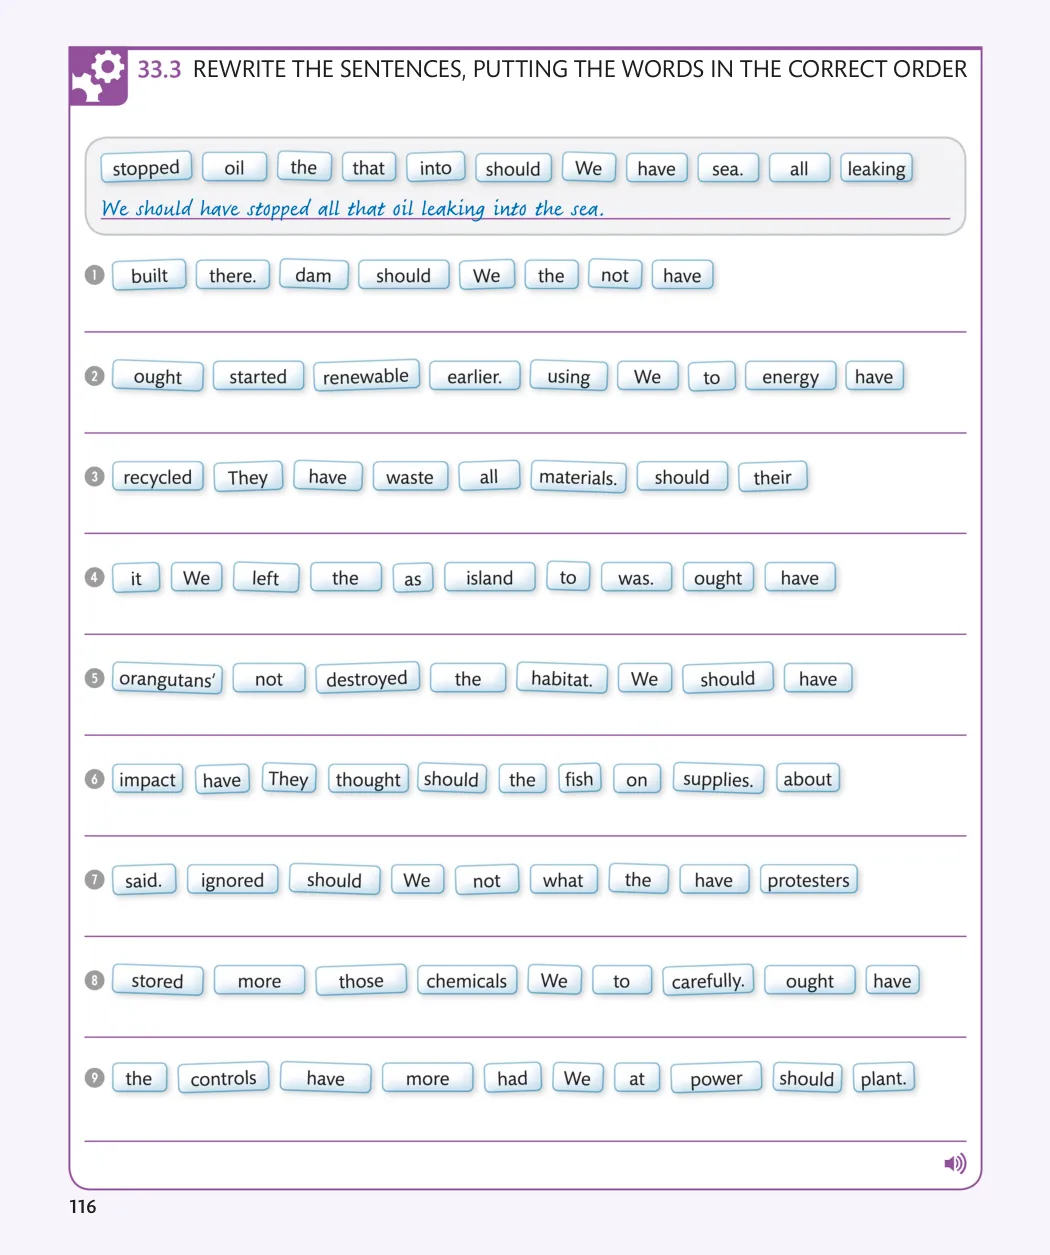 33.3 REWRITE THE SENTENCES, PUTTING THE WORDS IN THE CORRECT ORDER
stopped oil the that into should We have sea. all leaking
We should have stopped all that oil leaking into the sea.
1 built there. dam should We the not have
2 ought started renewable earlier. using We to energy have
3 recycled They have waste all materials. should their
4 it We left the as island to was. ought have
5 orangutans' not destroyed the habitat. We should have
6 impact have They thought should the fish on supplies. about
7 said. ignored should We not what the have protesters
8 stored more those chemicals We to carefully. ought have
9 the controls have more had We at power should plant.
116